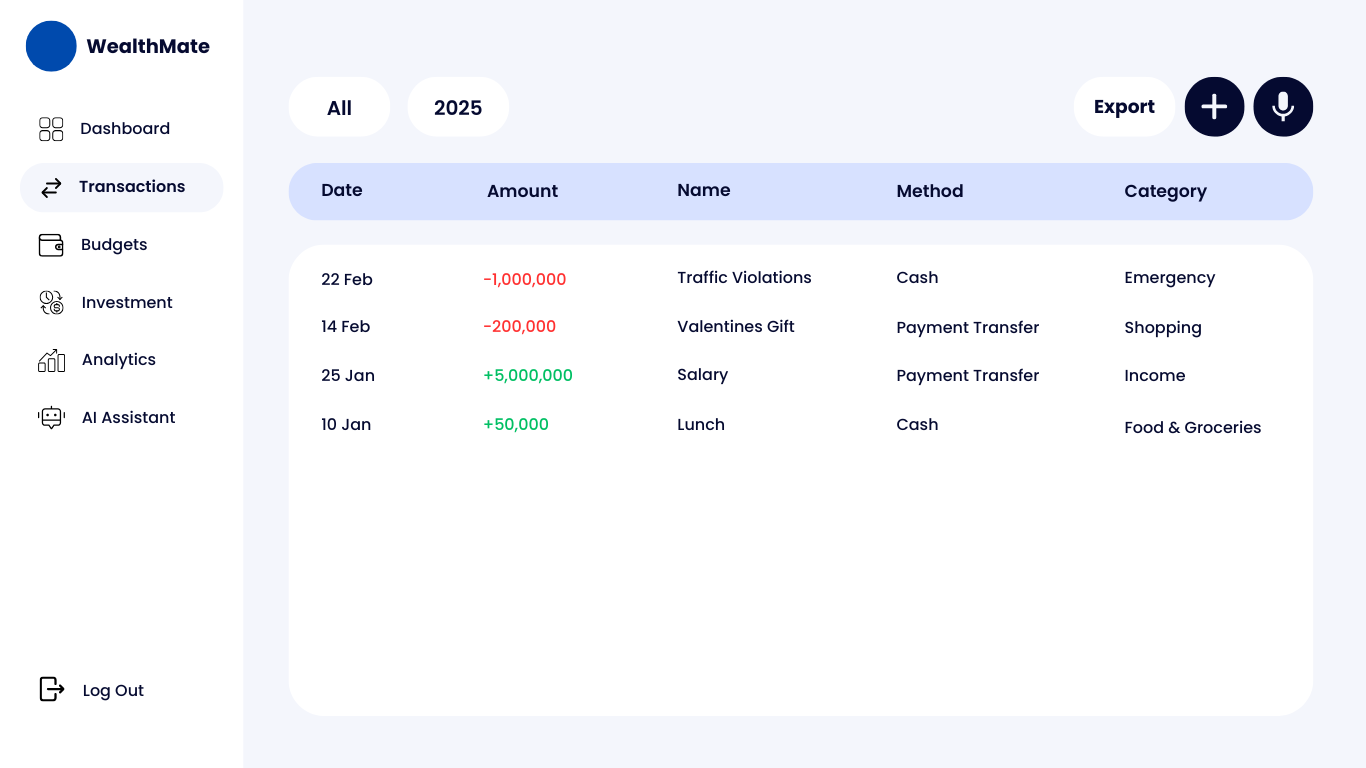 WealthMate
Dashboard
Transactions
Budgets
Investment
Analytics
AI Assistant
Log Out
All 2025 Export
Date Amount Name Method Category
22 Feb -1,000,000 Traffic Violations Cash Emergency
14 Feb -200,000 Valentines Gift Payment Transfer Shopping
25 Jan +5,000,000 Salary Payment Transfer Income
10 Jan +50,000 Lunch Cash Food & Groceries